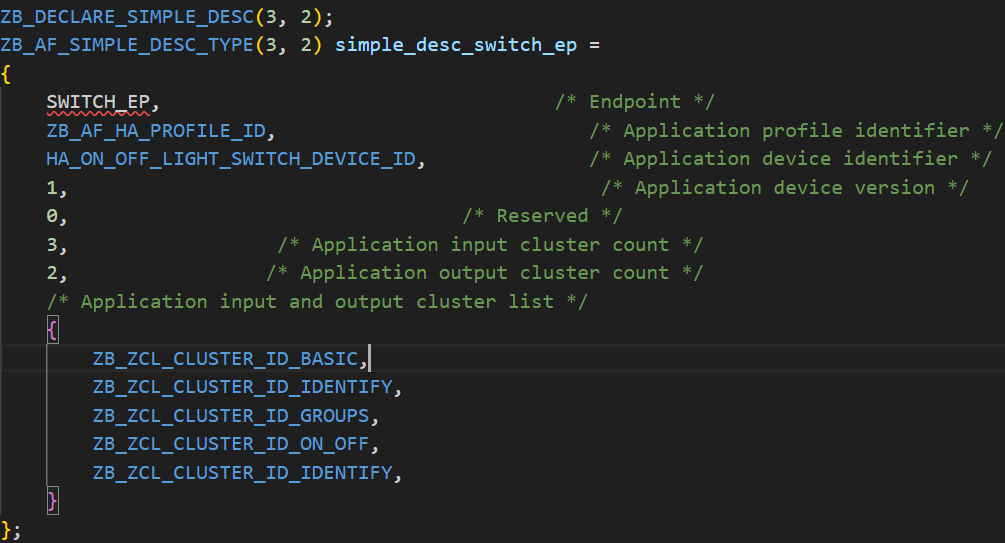 ZB_DECLARE_SIMPLE_DESC(3, 2);
ZB_AF_SIMPLE_DESC_TYPE(3, 2) simple_desc_switch_ep =
{
SWITCH_EP, /* Endpoint */
ZB_AF_HA_PROFILE_ID, /* Application profile identifier */
HA_ON_OFF_LIGHT_SWITCH_DEVICE_ID, /* Application device identifier */
1, /* Application device version */
0, /* Reserved */
3, /* Application input cluster count */
2, /* Application output cluster count */
/* Application input and output cluster list */
{
ZB_ZCL_CLUSTER_ID_BASIC,
ZB_ZCL_CLUSTER_ID_IDENTIFY,
ZB_ZCL_CLUSTER_ID_GROUPS,
ZB_ZCL_CLUSTER_ID_ON_OFF,
ZB_ZCL_CLUSTER_ID_IDENTIFY,
}
};